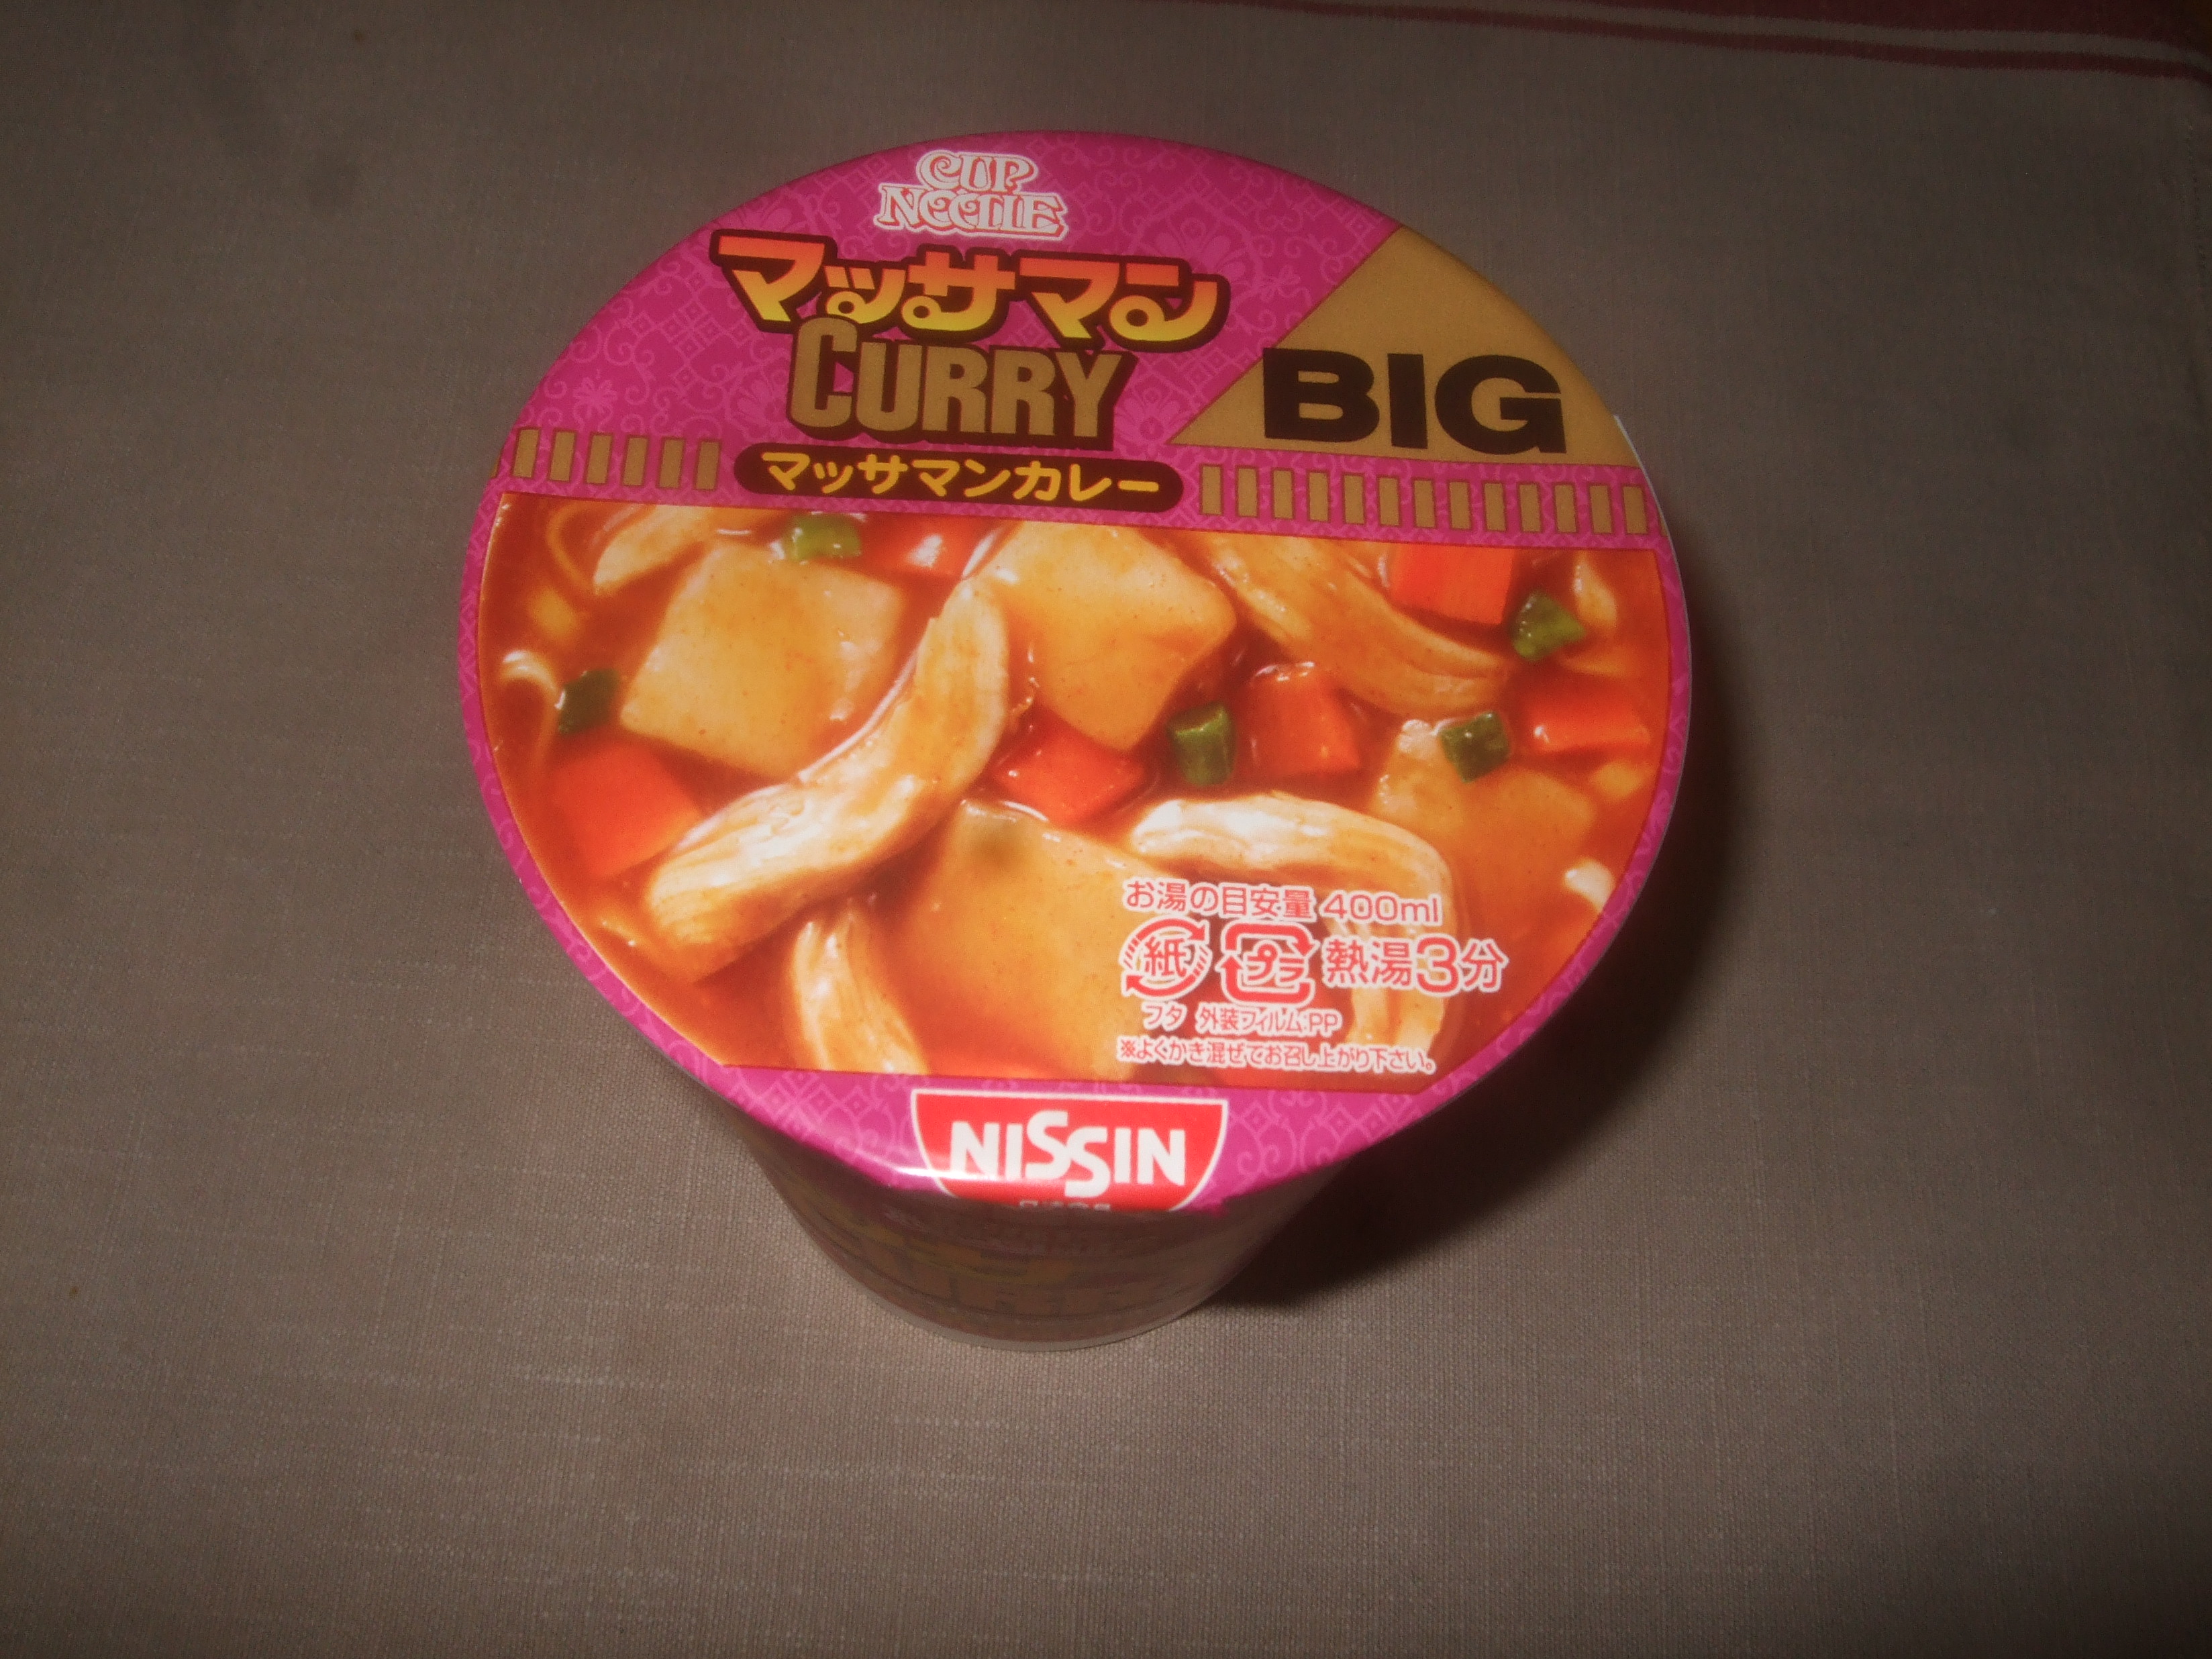 CUP
NOODLE
マッサマン
CURRY
BIG
マッサマンカレー
お湯の目安量 400ml
紙 プラ 熱湯3分
フタ 外装フィルム:PP
※よくかき混ぜてお召し上がり下さい。
NISSIN